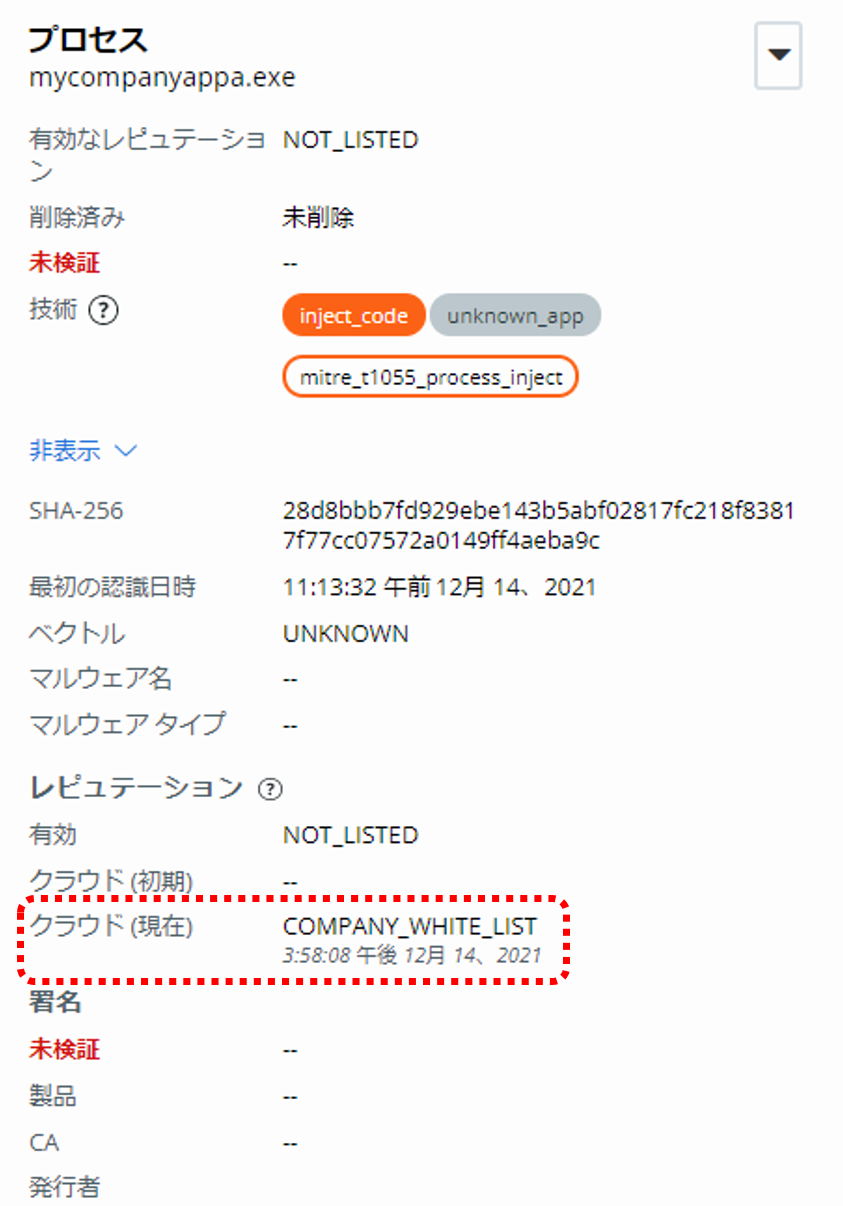 プロセス
mycompanyappa.exe
有効なレピュテーショ NOT_LISTED
ン
削除済み 未削除
未検証 --
技術 ? inject_code unknown_app
mitre_t1055_process_inject
非表示
SHA-256 28d8bbb7fd929ebe143b5abf02817fc218f8381
7f77cc07572a0149ff4aeba9c
最初の認識日時 11:13:32 午前 12月 14、2021
ベクトル UNKNOWN
マルウェア名 --
マルウェア タイプ --
レピュテーション ?
有効 NOT_LISTED
クラウド (初期) --
クラウド (現在) COMPANY_WHITE_LIST
3:58:08 午後 12月 14、2021
署名
未検証 --
製品 --
CA --
発行者